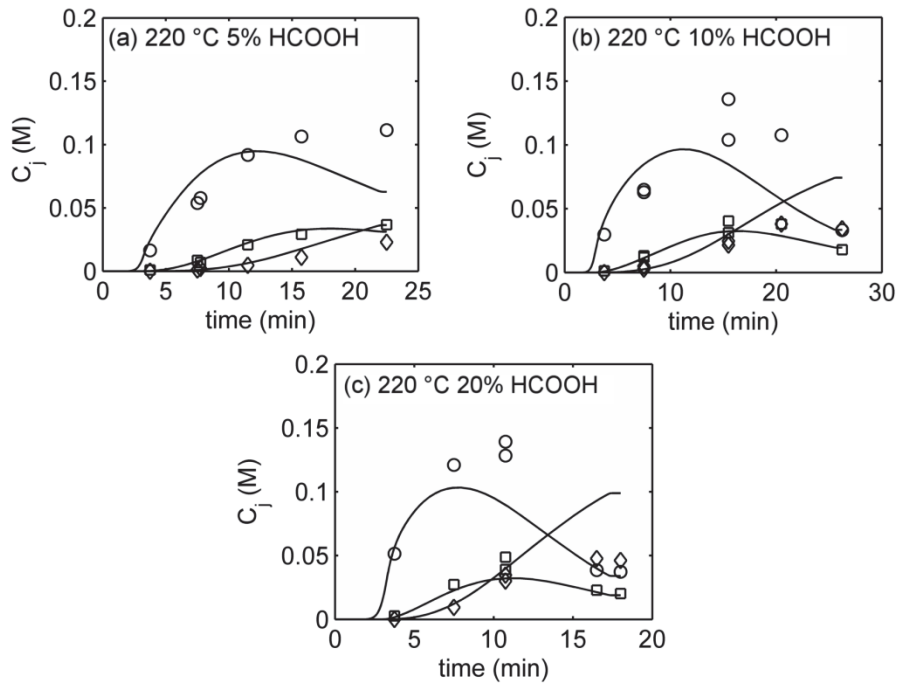 (a) 220 °C 5% HCOOH
0.2
0.15
0.1
0.05
0
C_j (M)
0 5 10 15 20 25
time (min)
(b) 220 °C 10% HCOOH
0.2
0.15
0.1
0.05
0
C_j (M)
0 10 20 30
time (min)
(c) 220 °C 20% HCOOH
0.2
0.15
0.1
0.05
0
C_j (M)
0 5 10 15 20
time (min)